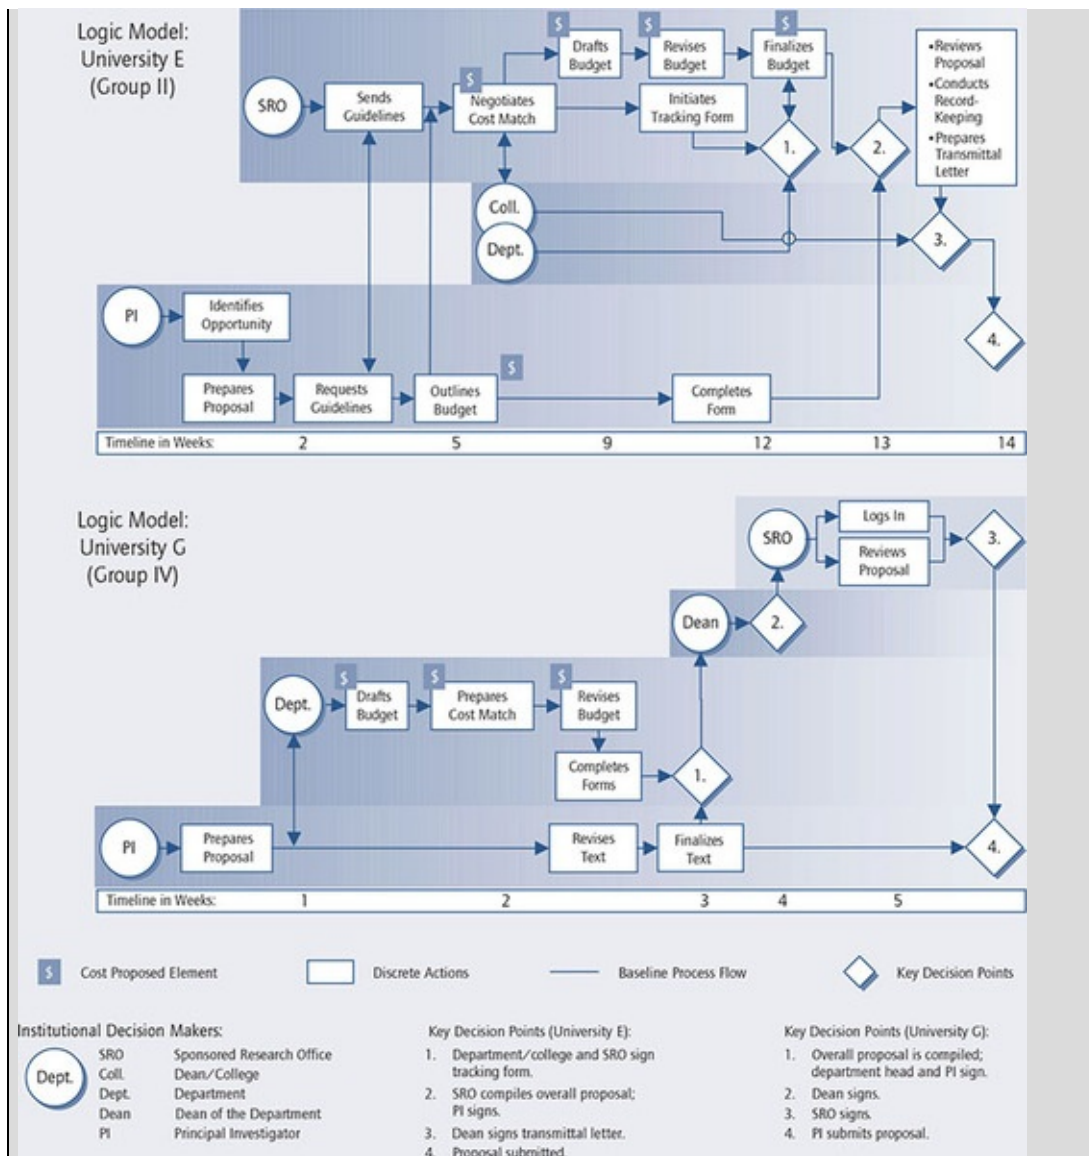 Logic Model:
University E
(Group II)
$
$
$
Drafts
Budget
Revises
Budget
Finalizes
Budget
•Reviews
Proposal
•Conducts
Record-
Keeping
•Prepares
Transmittal
Letter
$
SRO
Sends
Guidelines
Negotiates
Cost Match
Initiates
Tracking Form
1.
2.
Coll.
Dept.
3.
PI
Identifies
Opportunity
4.
$
Prepares
Proposal
Requests
Guidelines
Outlines
Budget
Completes
Form
Timeline in Weeks: 2 5 9 12 13 14
Logic Model:
University G
(Group IV)
SRO
Logs In
Reviews
Proposal
3.
Dean
2.
$
$
$
Dept.
Drafts
Budget
Prepares
Cost Match
Revises
Budget
Completes
Forms
1.
PI
Prepares
Proposal
Revises
Text
Finalizes
Text
4.
Timeline in Weeks: 1 2 3 4 5
$ Cost Proposed Element
Discrete Actions
Baseline Process Flow
Key Decision Points
Institutional Decision Makers:
Dept.
SRO Sponsored Research Office
Coll. Dean/College
Dept. Department
Dean Dean of the Department
PI Principal Investigator
Key Decision Points (University E):
1. Department/college and SRO sign
tracking form.
2. SRO compiles overall proposal;
PI signs.
3. Dean signs transmittal letter.
4. Proposal submitted.
Key Decision Points (University G):
1. Overall proposal is compiled;
department head and PI sign.
2. Dean signs.
3. SRO signs.
4. PI submits proposal.